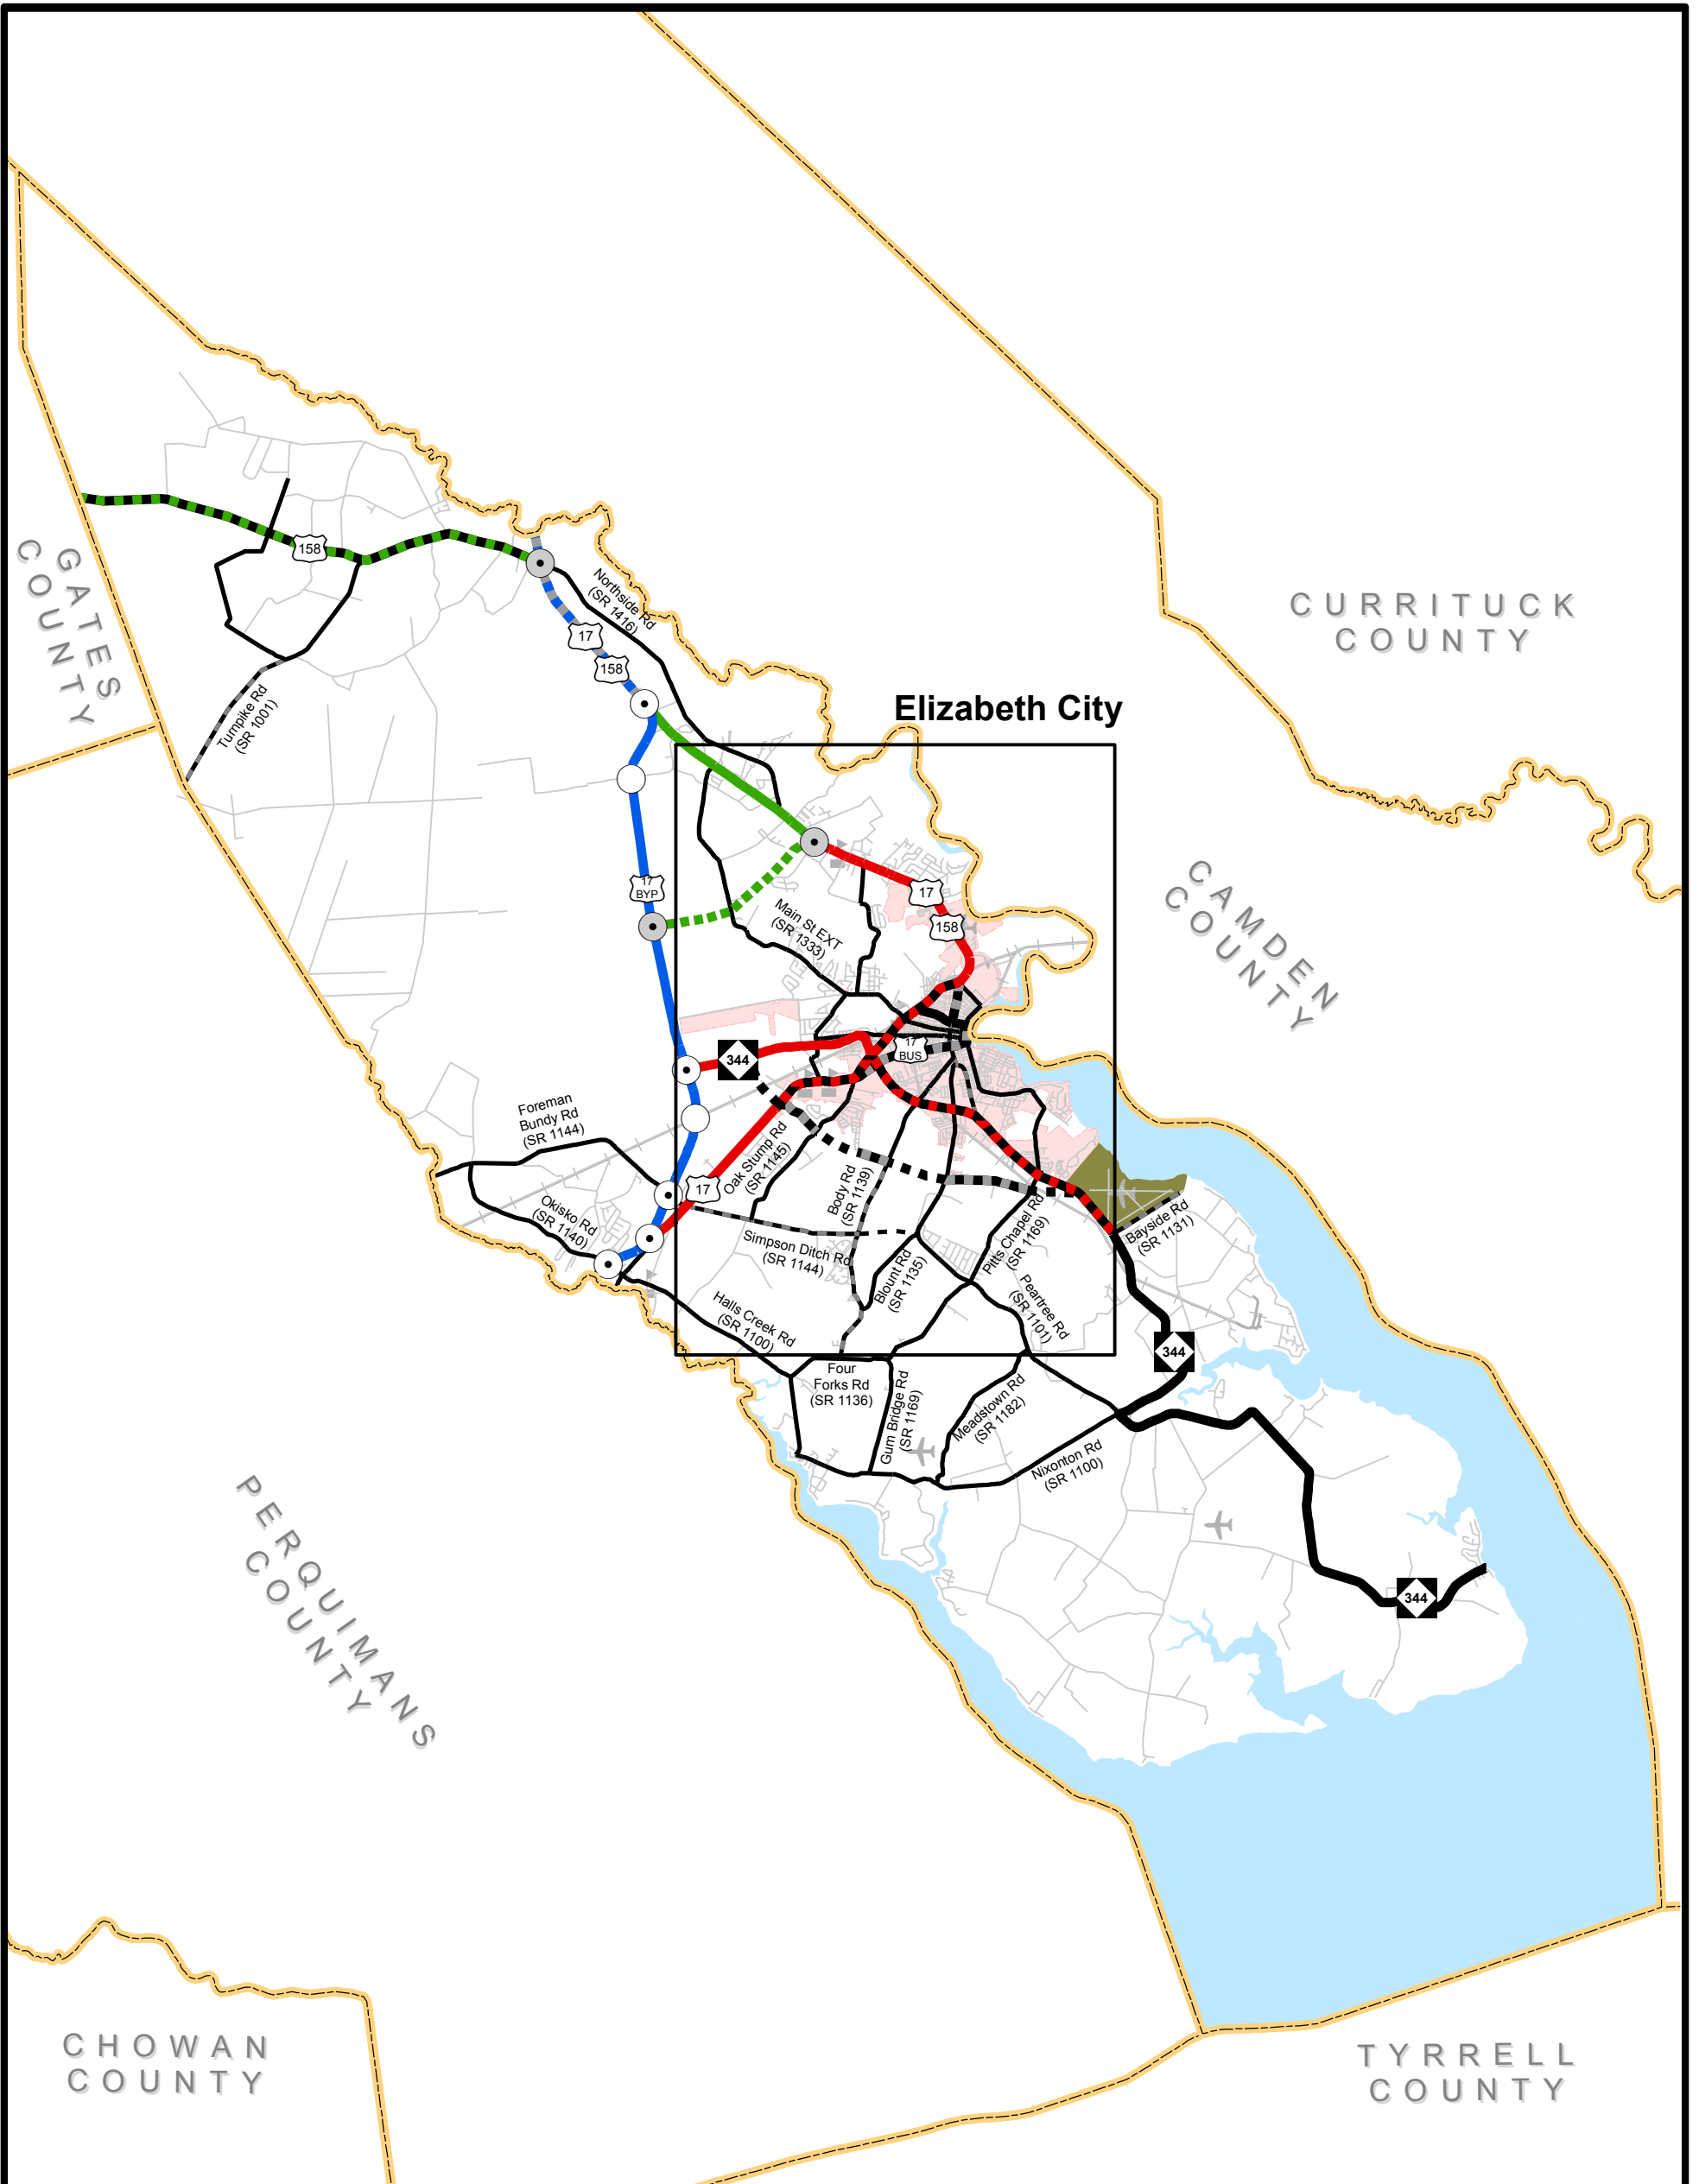 158
GATES
COUNTY
Turnpike Rd
(SR 1001)
Northside Rd
(SR 1416)
17
158
CURRITUCK
COUNTY
Elizabeth City
17
BYP
17
158
Main St EXT
(SR 1333)
CAMDEN
COUNTY
344
17
BUS
Foreman
Bundy Rd
(SR 1144)
Okisko Rd
(SR 1140)
17
Oak Stump Rd
(SR 1145)
Body Rd
(SR 1139)
Simpson Ditch Rd
(SR 1144)
Blount Rd
(SR 1135)
Pitts Chapel Rd
(SR 1169)
Peartree Rd
(SR 1101)
Bayside Rd
(SR 1131)
Halls Creek Rd
(SR 1100)
344
Four
Forks Rd
(SR 1136)
Gum Bridge Rd
(SR 1169)
Meadstown Rd
(SR 1182)
Nixonton Rd
(SR 1100)
344
PERQUIMANS
COUNTY
CHOWAN
COUNTY
TYRRELL
COUNTY